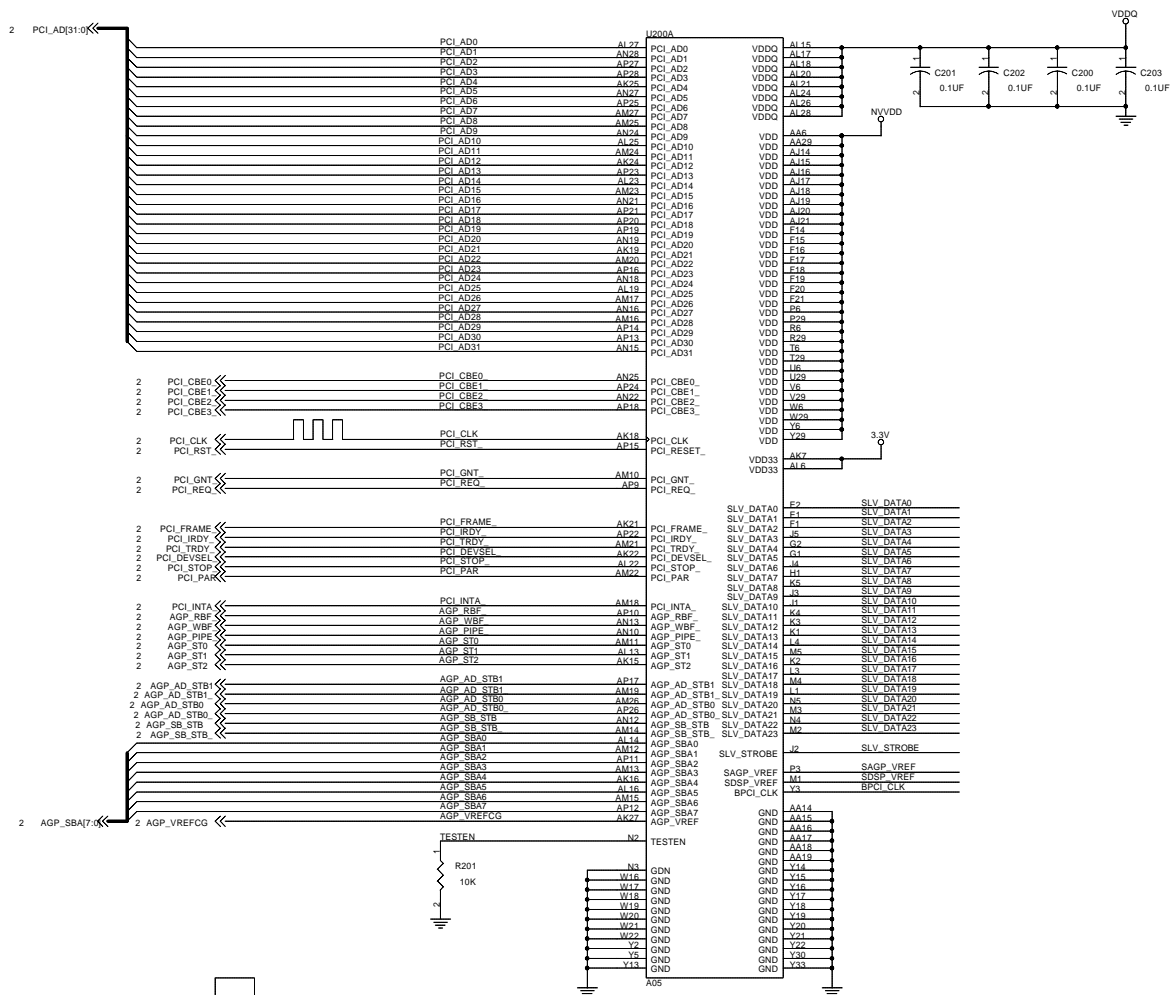 2 PCI_AD[31:0]
U200A
PCI_AD0 AL27 PCI_AD0
PCI_AD1 AN28 PCI_AD1
PCI_AD2 AP27 PCI_AD2
PCI_AD3 AP28 PCI_AD3
PCI_AD4 AK25 PCI_AD4
PCI_AD5 AN27 PCI_AD5
PCI_AD6 AP25 PCI_AD6
PCI_AD7 AM27 PCI_AD7
PCI_AD8 AM25 PCI_AD8
PCI_AD9 AN24 PCI_AD9
PCI_AD10 AL25 PCI_AD10
PCI_AD11 AM24 PCI_AD11
PCI_AD12 AK24 PCI_AD12
PCI_AD13 AP23 PCI_AD13
PCI_AD14 AL23 PCI_AD14
PCI_AD15 AM23 PCI_AD15
PCI_AD16 AN21 PCI_AD16
PCI_AD17 AP21 PCI_AD17
PCI_AD18 AP20 PCI_AD18
PCI_AD19 AP19 PCI_AD19
PCI_AD20 AN19 PCI_AD20
PCI_AD21 AK19 PCI_AD21
PCI_AD22 AM20 PCI_AD22
PCI_AD23 AP16 PCI_AD23
PCI_AD24 AN18 PCI_AD24
PCI_AD25 AL19 PCI_AD25
PCI_AD26 AM17 PCI_AD26
PCI_AD27 AN16 PCI_AD27
PCI_AD28 AM16 PCI_AD28
PCI_AD29 AP14 PCI_AD29
PCI_AD30 AP13 PCI_AD30
PCI_AD31 AN15 PCI_AD31
2 PCI_CBE0_ PCI_CBE0_ AN25 PCI_CBE0_
2 PCI_CBE1_ PCI_CBE1_ AP24 PCI_CBE1_
2 PCI_CBE2_ PCI_CBE2_ AN22 PCI_CBE2_
2 PCI_CBE3_ PCI_CBE3 AP18 PCI_CBE3_
2 PCI_CLK PCI_CLK AK18 PCI_CLK
2 PCI_RST_ PCI_RST_ AP15 PCI_RESET_
2 PCI_GNT_ PCI_GNT_ AM10 PCI_GNT_
2 PCI_REQ_ PCI_REQ_ AP9 PCI_REQ_
2 PCI_FRAME_ PCI_FRAME_ AK21 PCI_FRAME_
2 PCI_IRDY_ PCI_IRDY_ AP22 PCI_IRDY_
2 PCI_TRDY_ PCI_TRDY_ AM21 PCI_TRDY_
2 PCI_DEVSEL_ PCI_DEVSEL_ AK22 PCI_DEVSEL_
2 PCI_STOP_ PCI_STOP_ AL22 PCI_STOP_
2 PCI_PAR PCI_PAR AM22 PCI_PAR
2 PCI_INTA_ PCI_INTA_ AM18 PCI_INTA_
2 AGP_RBF_ AGP_RBF_ AP10 AGP_RBF_
2 AGP_WBF_ AGP_WBF_ AN13 AGP_WBF_
2 AGP_PIPE_ AGP_PIPE_ AN10 AGP_PIPE_
2 AGP_ST0 AGP_ST0 AM11 AGP_ST0
2 AGP_ST1 AGP_ST1 AL13 AGP_ST1
2 AGP_ST2 AGP_ST2 AK15 AGP_ST2
2 AGP_AD_STB1 AGP_AD_STB1 AP17 AGP_AD_STB1
2 AGP_AD_STB1_ AGP_AD_STB1_ AM19 AGP_AD_STB1_
2 AGP_AD_STB0 AGP_AD_STB0 AM26 AGP_AD_STB0
2 AGP_AD_STB0_ AGP_AD_STB0_ AP26 AGP_AD_STB0_
2 AGP_SB_STB AGP_SB_STB AN12 AGP_SB_STB
2 AGP_SB_STB_ AGP_SB_STB_ AM14 AGP_SB_STB_
AGP_SBA0 AL14 AGP_SBA0
AGP_SBA1 AM12 AGP_SBA1
AGP_SBA2 AP11 AGP_SBA2
AGP_SBA3 AM13 AGP_SBA3
AGP_SBA4 AK16 AGP_SBA4
AGP_SBA5 AL16 AGP_SBA5
AGP_SBA6 AM15 AGP_SBA6
AGP_SBA7 AP12 AGP_SBA7
2 AGP_SBA[7:0] 2 AGP_VREFCG AGP_VREFCG AK27 AGP_VREF
TESTEN N2 TESTEN
1
R201
10K
2
N3 GDN
W16 GND
W17 GND
W18 GND
W19 GND
W20 GND
W21 GND
W22 GND
Y2 GND
Y5 GND
Y13 GND
A05
VDDQ
VDDQ AL15
VDDQ AL17
VDDQ AL18
VDDQ AL20
VDDQ AL21
VDDQ AL24
VDDQ AL26
VDDQ AL28
1 1 1 1
C201 C202 C200 C203
0.1UF 0.1UF 0.1UF 0.1UF
2 2 2 2
NVVDD
VDD AA6
VDD AA29
VDD AJ14
VDD AJ15
VDD AJ16
VDD AJ17
VDD AJ18
VDD AJ19
VDD AJ20
VDD AJ21
VDD F14
VDD F15
VDD F16
VDD F17
VDD F18
VDD F19
VDD F20
VDD F21
VDD P6
VDD P29
VDD R6
VDD R29
VDD T6
VDD T29
VDD U6
VDD U29
VDD V6
VDD V29
VDD W6
VDD W29
VDD Y6
VDD Y29
3.3V
VDD33 AK7
VDD33 AL6
SLV_DATA0 E2 SLV_DATA0
SLV_DATA1 E1 SLV_DATA1
SLV_DATA2 F1 SLV_DATA2
SLV_DATA3 J5 SLV_DATA3
SLV_DATA4 G2 SLV_DATA4
SLV_DATA5 G1 SLV_DATA5
SLV_DATA6 J4 SLV_DATA6
SLV_DATA7 H1 SLV_DATA7
SLV_DATA8 K5 SLV_DATA8
SLV_DATA9 J3 SLV_DATA9
SLV_DATA10 J1 SLV_DATA10
SLV_DATA11 K4 SLV_DATA11
SLV_DATA12 K3 SLV_DATA12
SLV_DATA13 K1 SLV_DATA13
SLV_DATA14 L4 SLV_DATA14
SLV_DATA15 M5 SLV_DATA15
SLV_DATA16 K2 SLV_DATA16
SLV_DATA17 L3 SLV_DATA17
SLV_DATA18 M4 SLV_DATA18
SLV_DATA19 L1 SLV_DATA19
SLV_DATA20 N5 SLV_DATA20
SLV_DATA21 M3 SLV_DATA21
SLV_DATA22 N4 SLV_DATA22
SLV_DATA23 M2 SLV_DATA23
SLV_STROBE J2 SLV_STROBE
SAGP_VREF P3 SAGP_VREF
SDSP_VREF M1 SDSP_VREF
BPCI_CLK Y3 BPCI_CLK
GND AA14
GND AA15
GND AA16
GND AA17
GND AA18
GND AA19
GND Y14
GND Y15
GND Y16
GND Y17
GND Y18
GND Y19
GND Y20
GND Y21
GND Y22
GND Y30
GND Y33